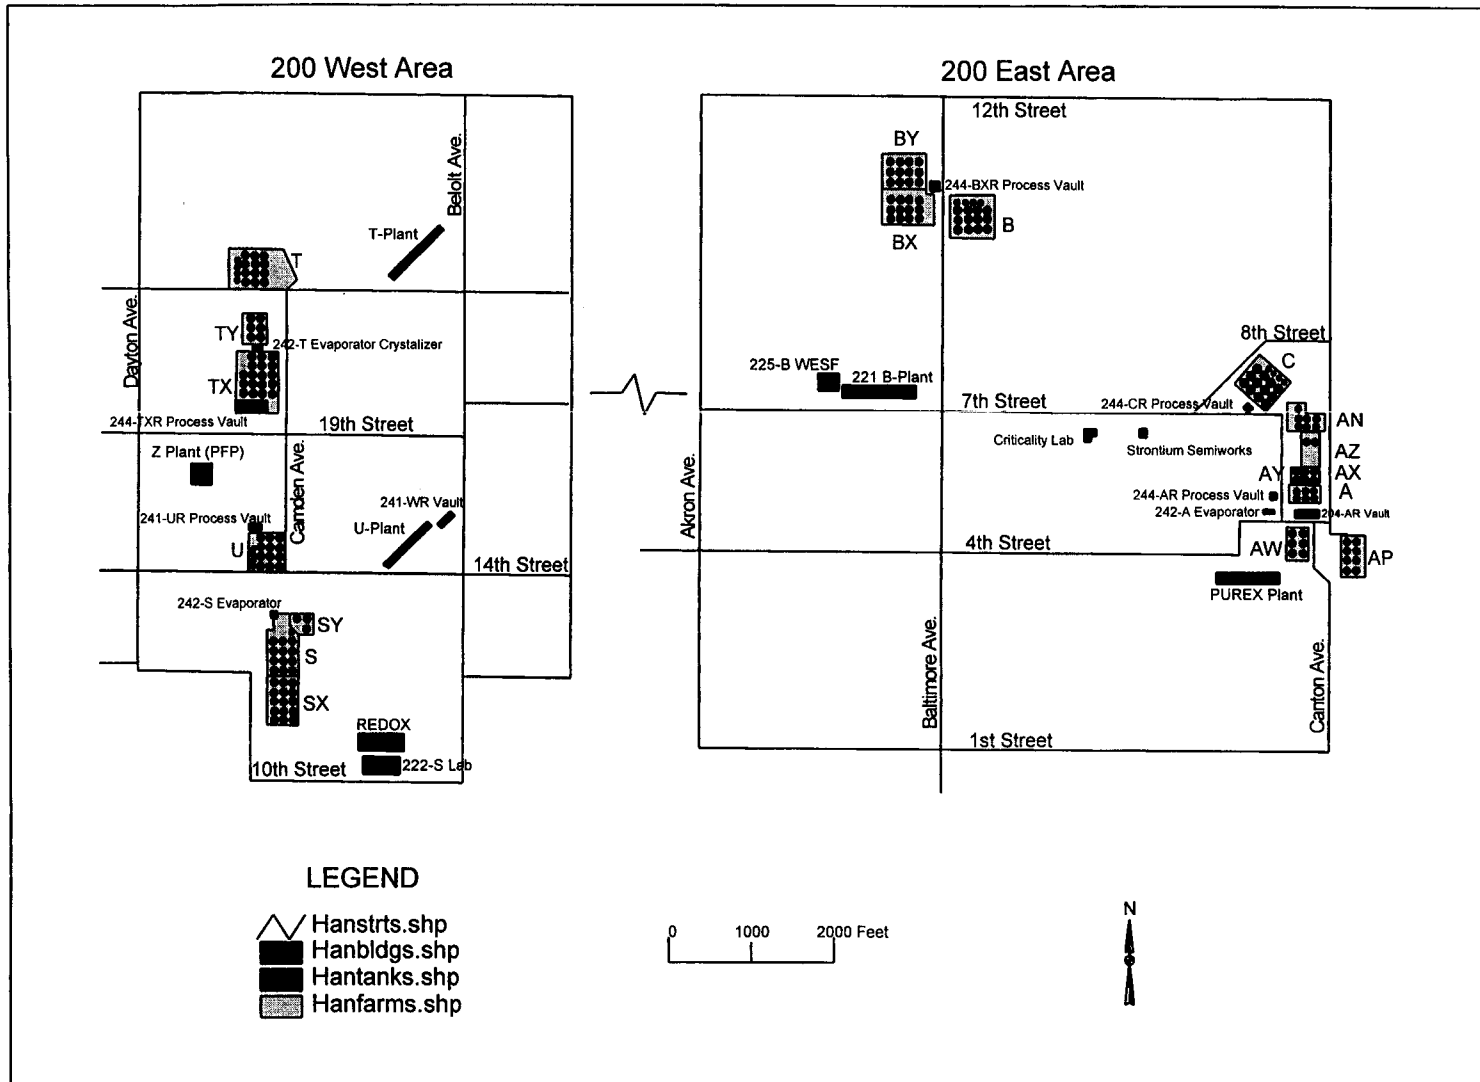 200 West Area
200 East Area
12th Street
Beloit Ave.
BY
244-BXR Process Vault
T-Plant
B
BX
T
Dayton Ave.
TY
242-T Evaporator Crystalizer
8th Street
C
225-B WESF
221 B-Plant
TX
7th Street
244-CR Process Vault
244-TXR Process Vault
19th Street
AN
Criticality Lab
Strontium Semiworks
AZ
Z Plant (PFP)
Camden Ave.
AY
AX
241-WR Vault
244-AR Process Vault
A
241-UR Process Vault
U-Plant
Akron Ave.
242-A Evaporator
204-AR Vault
U
4th Street
AW
AP
14th Street
PUREX Plant
242-S Evaporator
SY
S
Baltimore Ave.
Canton Ave.
SX
REDOX
1st Street
10th Street
222-S Lab
LEGEND
Hanstrts.shp
Hanbldgs.shp
Hantanks.shp
Hanfarms.shp
0 1000 2000 Feet
N